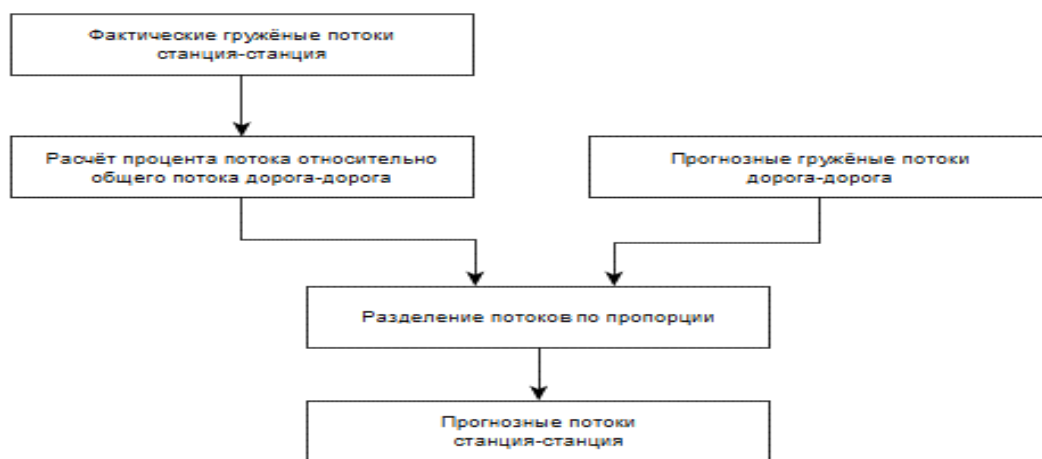 Фактические гружёные потоки
станция-станция
Расчёт процента потока относительно
общего потока дорога-дорога
Прогнозные гружёные потоки
дорога-дорога
Разделение потоков по пропорции
Прогнозные потоки
станция-станция